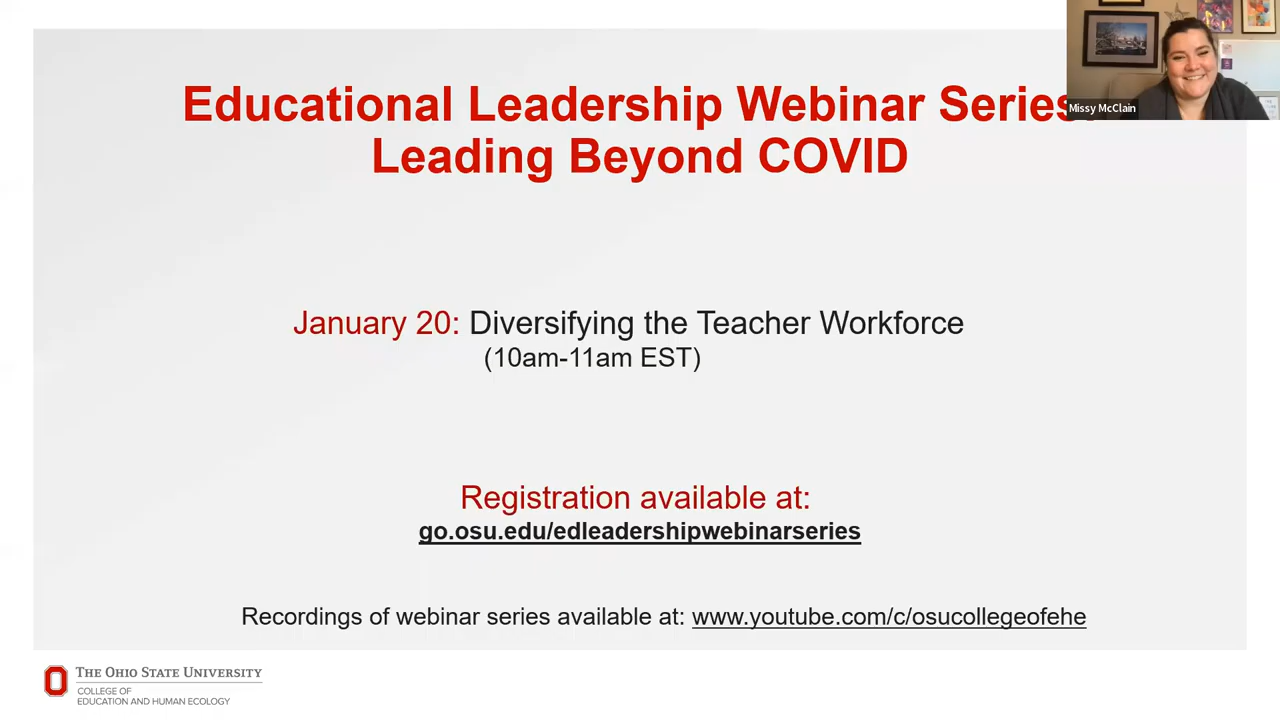 Educational Leadership Webinar Series:
Leading Beyond COVID
Missy McClain
January 20: Diversifying the Teacher Workforce
(10am-11am EST)
Registration available at:
go.osu.edu/edleadershipwebinarseries
Recordings of webinar series available at: www.youtube.com/c/osucollegeofehe
THE OHIO STATE UNIVERSITY
COLLEGE OF
EDUCATION AND HUMAN ECOLOGY